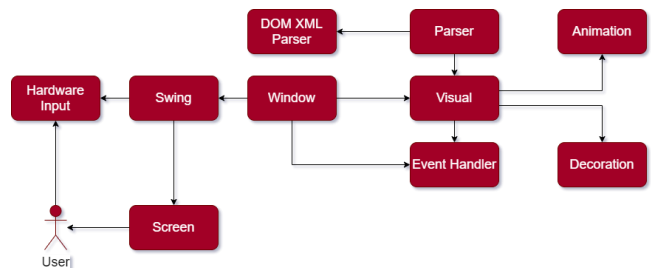 DOM XML
Parser
Parser
Animation
Hardware
Input
Swing
Window
Visual
Event Handler
Decoration
Screen
User